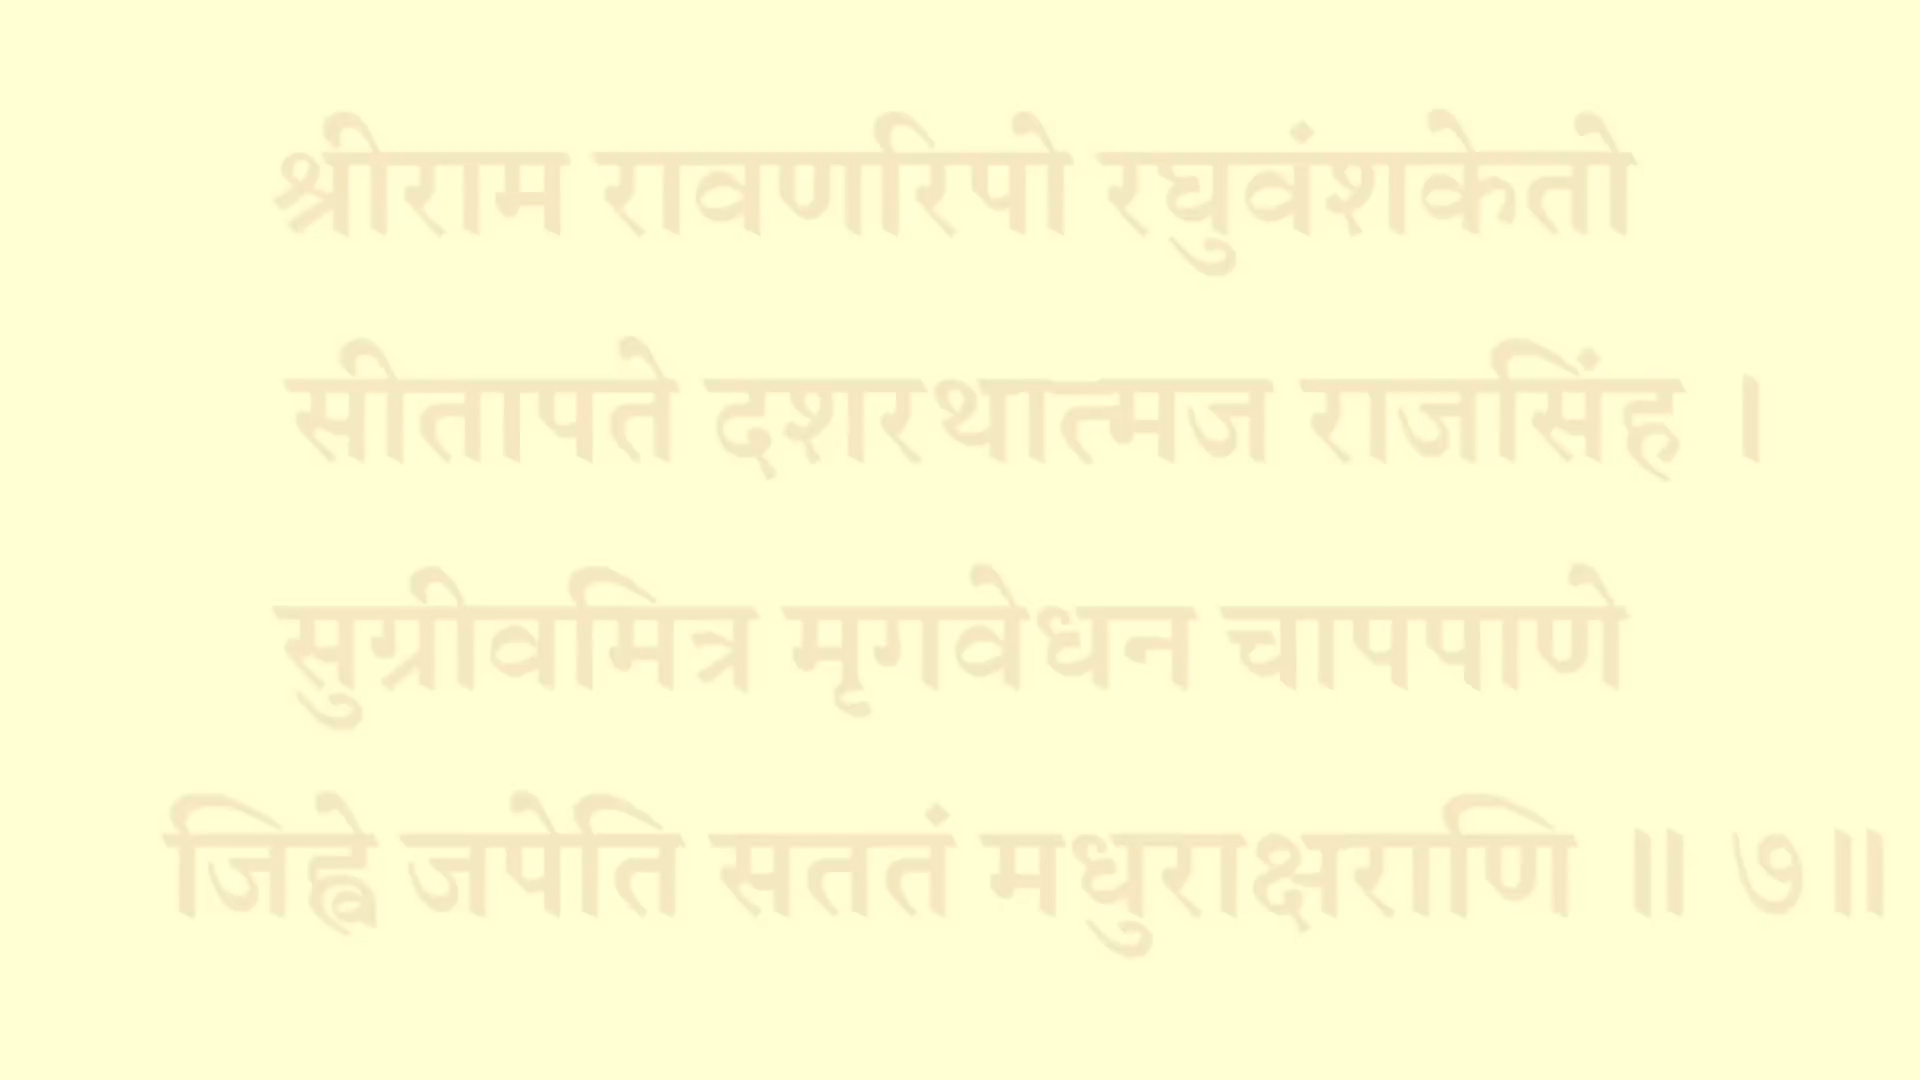 श्रीराम रावणरिपो रघुवंशकेतो
सीतापते दशरथात्मज राजसिंह ।
सुग्रीवमित्र मृगवेधन चापपाणे
जिह्वे जपेति सततं मधुराक्षराणि ॥ ७॥